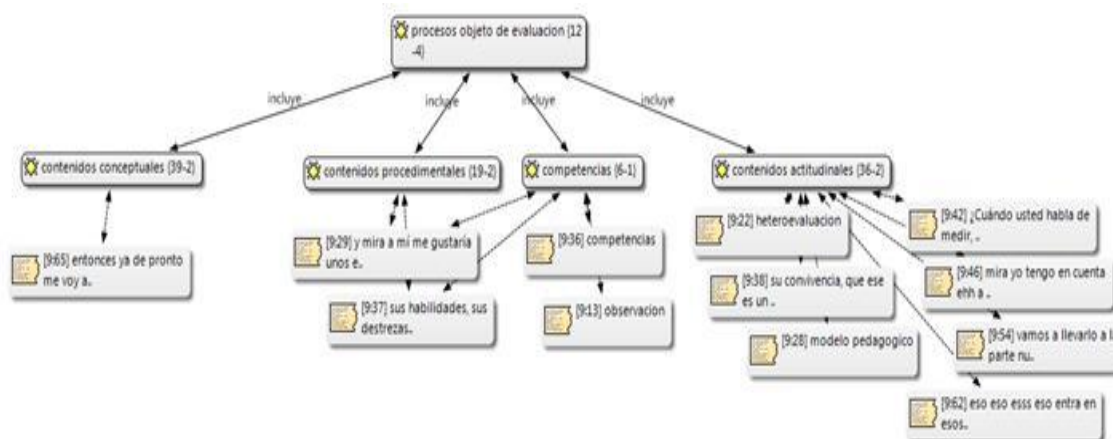 procesos objeto de evaluacion (12
-4)
incluye
incluye
incluye
incluye
contenidos conceptuales (39-2)
contenidos procedimentales (19-2)
competencias (6-1)
contenidos actitudinales (36-2)
[9:65] entonces ya de pronto
me voy a..
[9:29] y mira a mi me gustaría
unos e..
[9:37] sus habilidades, sus
destrezas..
[9:36] competencias
[9:13] observacion
[9:22] heteroevaluacion
[9:38] su convivencia, que ese
es un ..
[9:28] modelo pedagogico
[9:42] ¿Cuándo usted habla de
medir, ..
[9:46] mira yo tengo en cuenta
ehh a ..
[9:54] vamos a llevarlo a l
parte nu..
[9:62] eso eso esss eso entra en
esos..